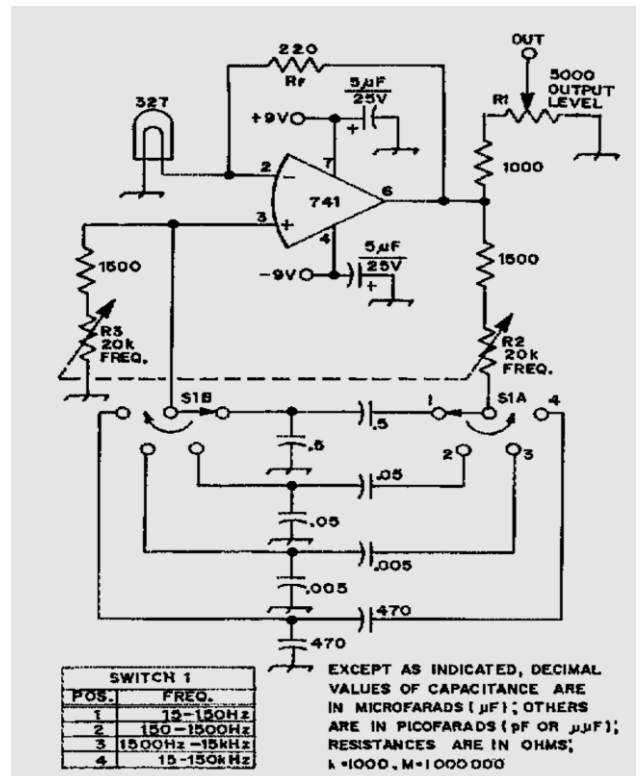 220
RF
OUT
327
5µF
25V
+9V
+
5000
OUTPUT
LEVEL
R1
1000
2
-
7
741
6
3
+
4
1500
5µF
25V
-9V
+
1500
R3
20k
FREQ.
R2
20k
FREQ.
S1B
1
S1A
4
.5
.5
2
3
.05
.05
.005
.005
470
470
SWITCH 1
POS. FREQ.
1 15-150Hz
2 150-1500Hz
3 1500Hz-15kHz
4 15-150kHz
EXCEPT AS INDICATED, DECIMAL
VALUES OF CAPACITANCE ARE
IN MICROFARADS (µF); OTHERS
ARE IN PICOFARADS (pF OR µµF);
RESISTANCES ARE IN OHMS;
k=1000, M=1000000